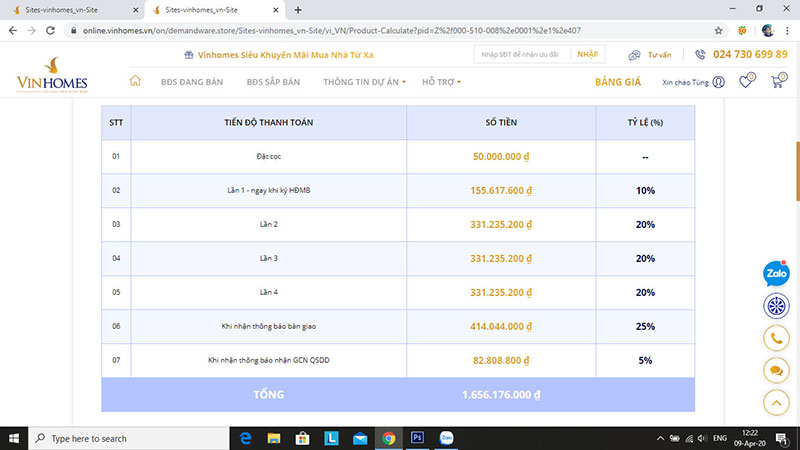 Sites-vinhomes_vn-Site
Sites-vinhomes_vn-Site
online.vinhomes.vn/on/demandware.store/Sites-vinhomes_vn-Site/vi_VN/Product-Calculate?pid=Z%2f000-510-008%2e0001%2e1%2e407
VINHOMES
Vinhomes Siêu Khuyến Mãi Mua Nhà Từ Xa
Nhập SĐT để nhận ưu đãi
NHẬP
Tư vấn
024 730 699 89
BĐS ĐANG BÁN
BĐS SẮP BÁN
THÔNG TIN DỰ ÁN
HỖ TRỢ
BẢNG GIÁ
Xin chào Tùng
0
0
STT TIẾN ĐỘ THANH TOÁN SỐ TIỀN TỶ LỆ (%)
01 Đặt cọc 50.000.000 ₫ --
02 Lần 1 - ngay khi ký HĐMB 155.617.600 ₫ 10%
03 Lần 2 331.235.200 ₫ 20%
04 Lần 3 331.235.200 ₫ 20%
05 Lần 4 331.235.200 ₫ 20%
06 Khi nhận thông báo bàn giao 414.044.000 ₫ 25%
07 Khi nhận thông báo nhận GCN QSDD 82.808.800 ₫ 5%
TỔNG 1.656.176.000 ₫
Zalo
Type here to search
L
Ps
Zalo
ENG
12:22
09-Apr-20